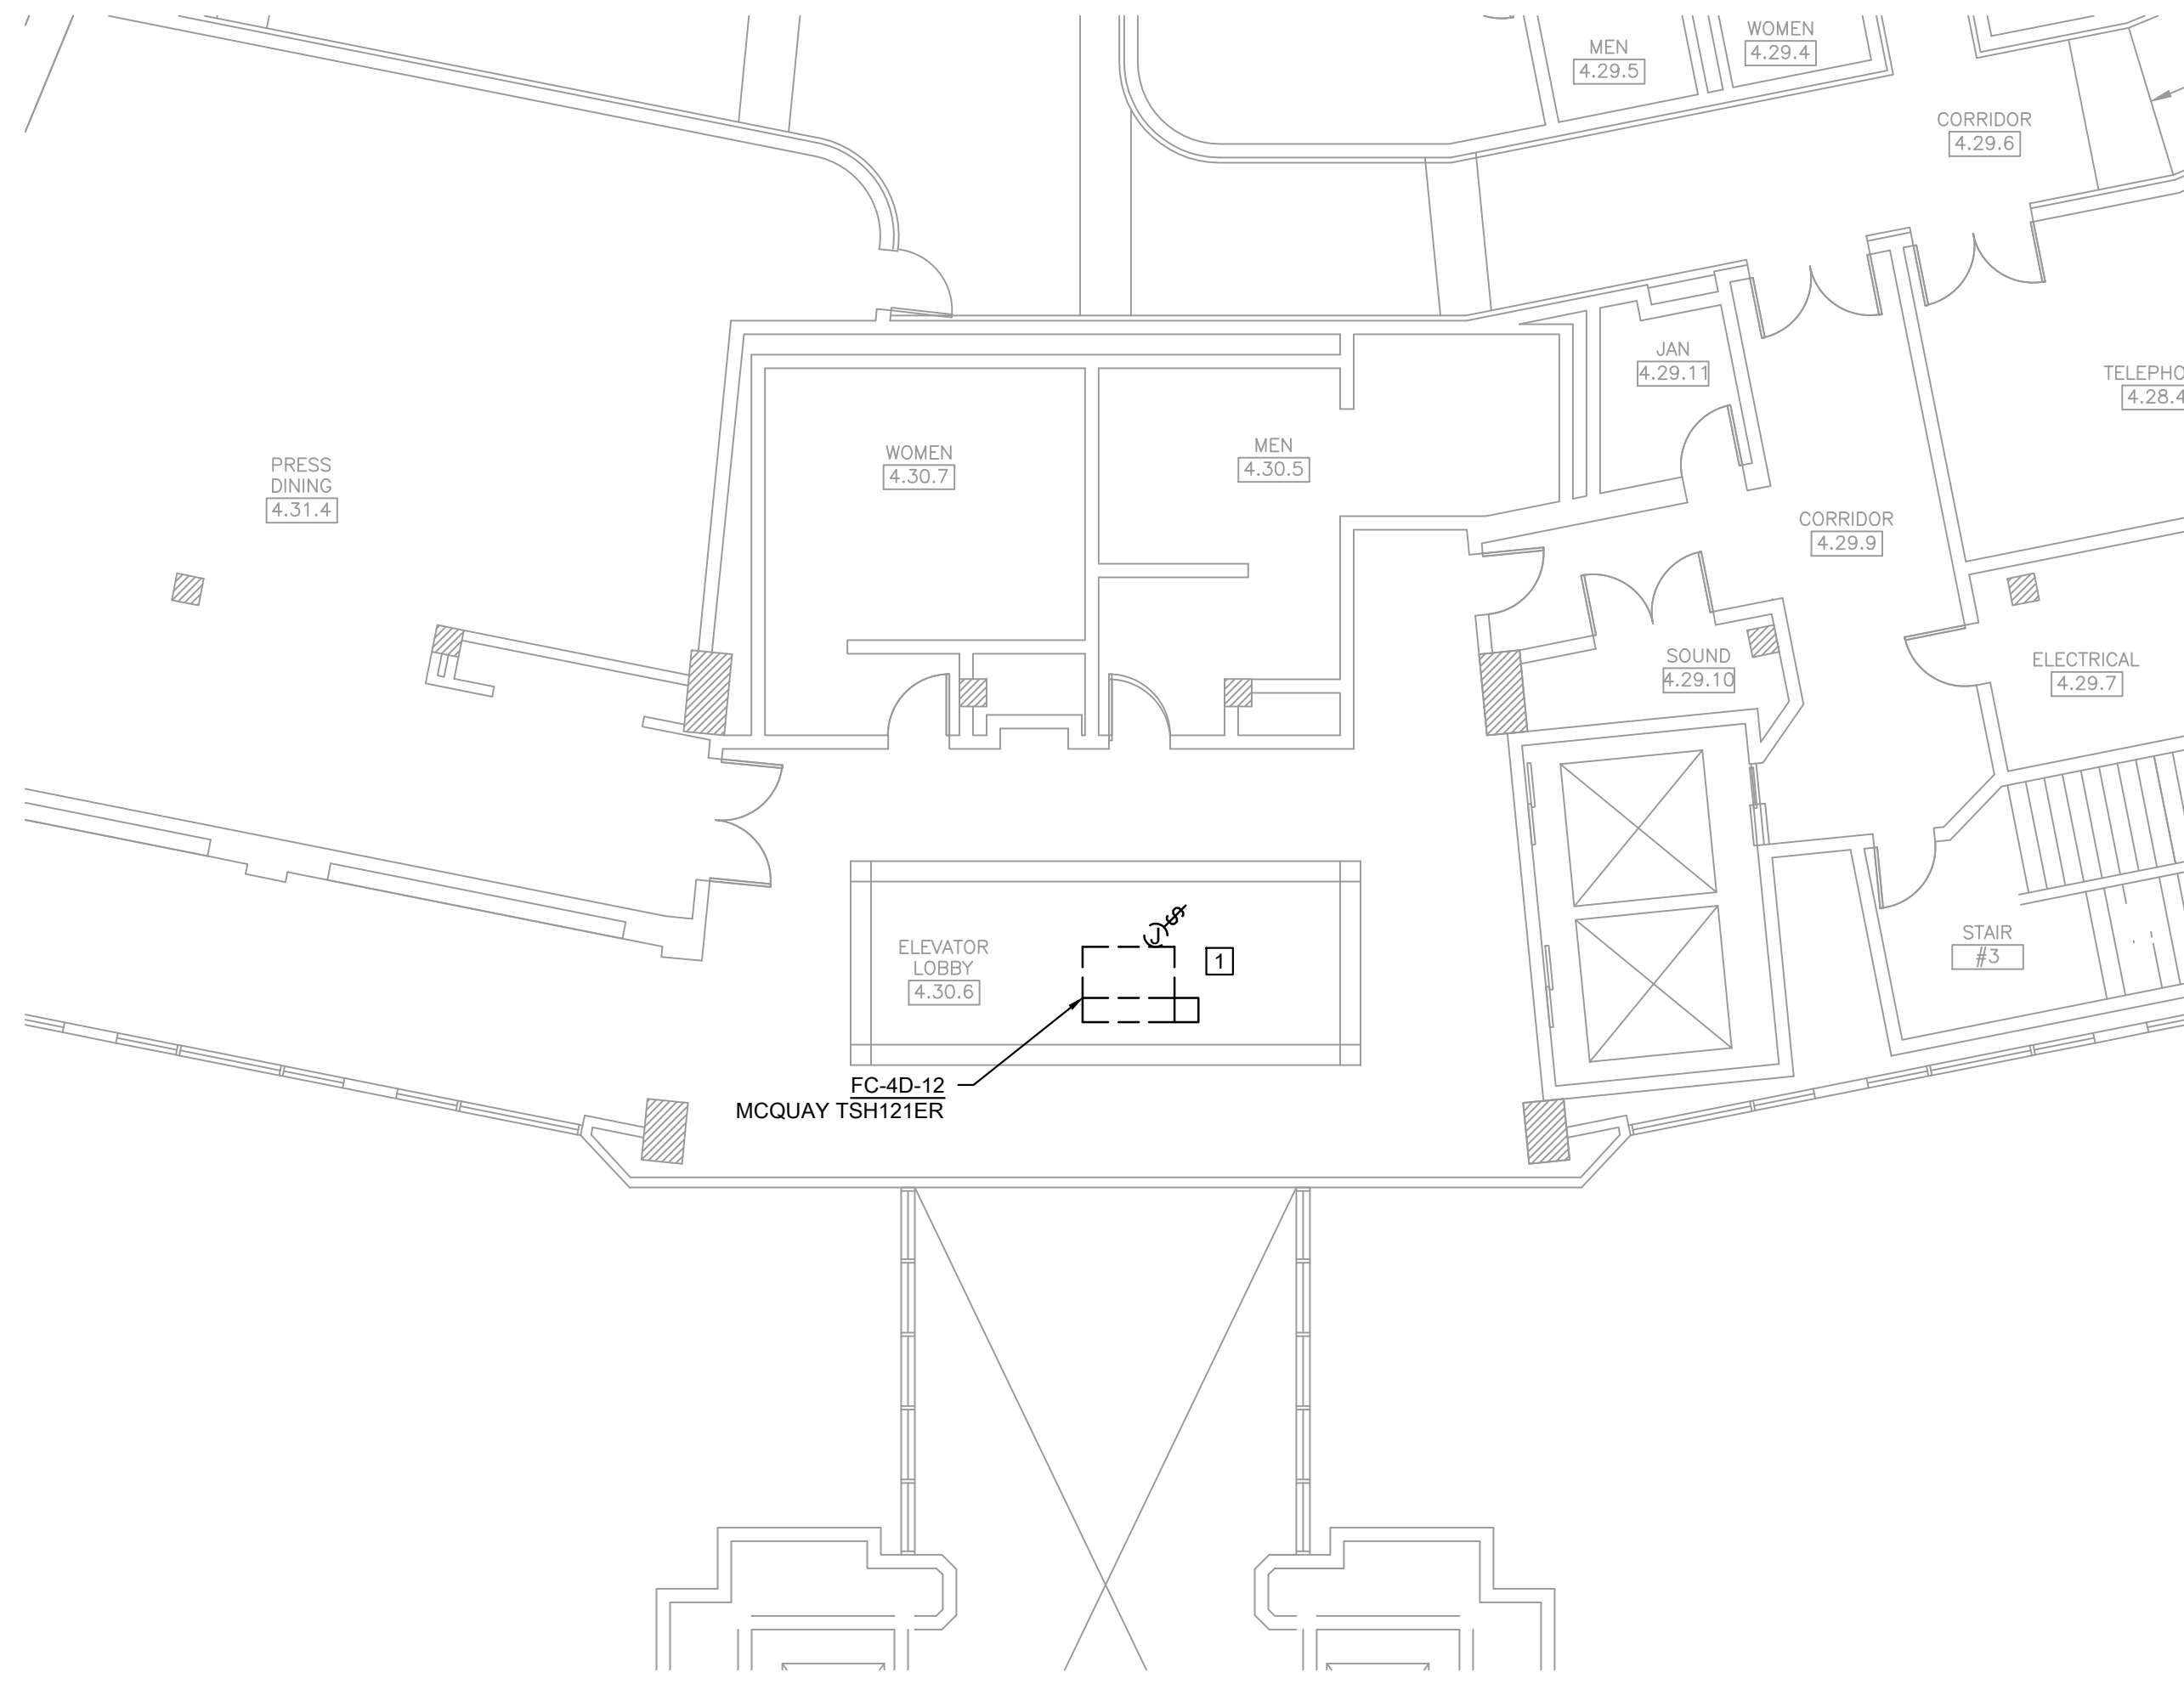 WOMEN
4.29.4
MEN
4.29.5
CORRIDOR
4.29.6
JAN
4.29.11
TELEPHO
4.28.4
WOMEN
4.30.7
MEN
4.30.5
PRESS
DINING
4.31.4
CORRIDOR
4.29.9
SOUND
4.29.10
ELECTRICAL
4.29.7
STAIR
#3
ELEVATOR
LOBBY
4.30.6
J
S
1
FC-4D-12
MCQUAY TSH121ER